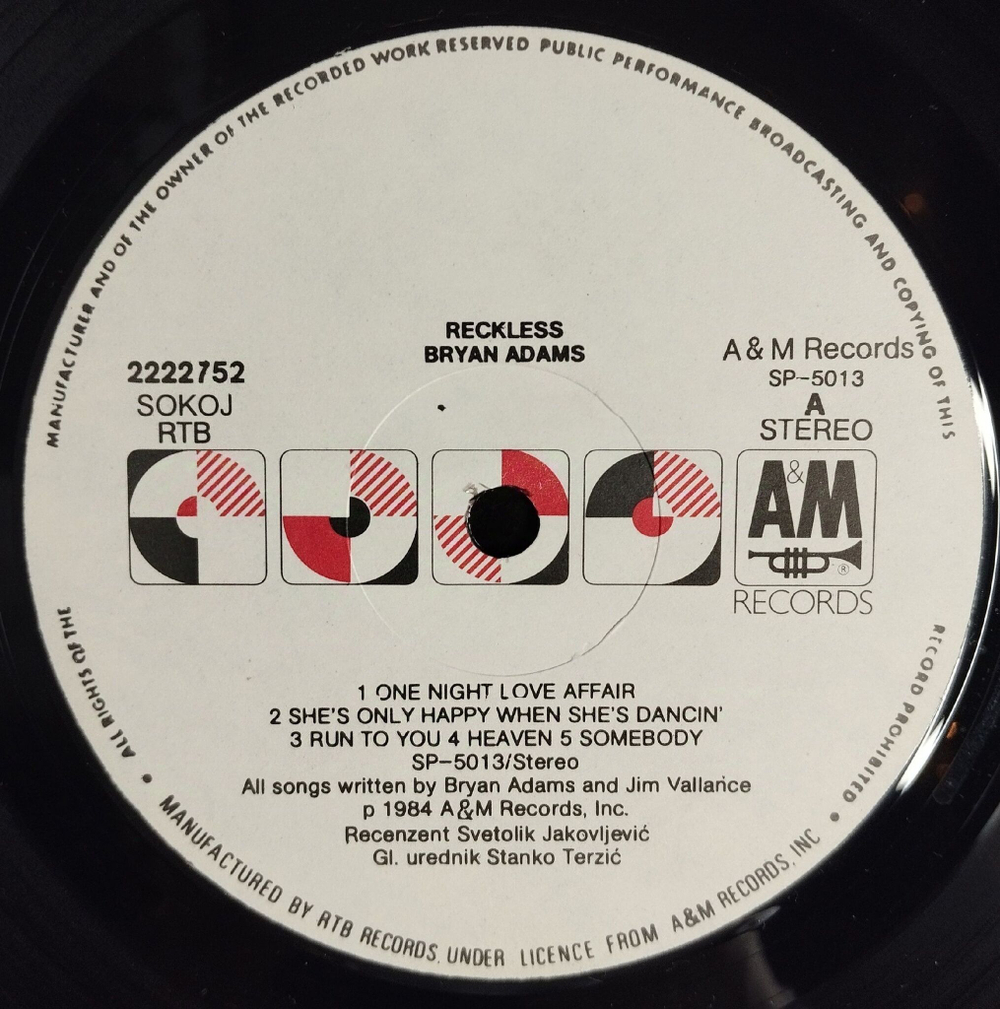 MANUFACTURER AND OF THE OWNER OF THE RECORDED WORK RESERVED PUBLIC PERFORMANCE BROADCASTING AND COPYING OF THIS
RECKLESS
BRYAN ADAMS
2222752
SOKOJ
RTB
A & M Records
SP-5013
A
STEREO
A&M
®
RECORDS
1 ONE NIGHT LOVE AFFAIR
2 SHE'S ONLY HAPPY WHEN SHE'S DANCIN'
3 RUN TO YOU 4 HEAVEN 5 SOMEBODY
SP-5013/Stereo
All songs written by Bryan Adams and Jim Vallance
p 1984 A&M Records, Inc.
Recenzent Svetolik Jakovljević
Gl. urednik Stanko Terzić
RECORD PROHIBITED •
• ALL RIGHTS OF THE
MANUFACTURED BY RTB RECORDS, UNDER LICENCE FROM A&M RECORDS, INC